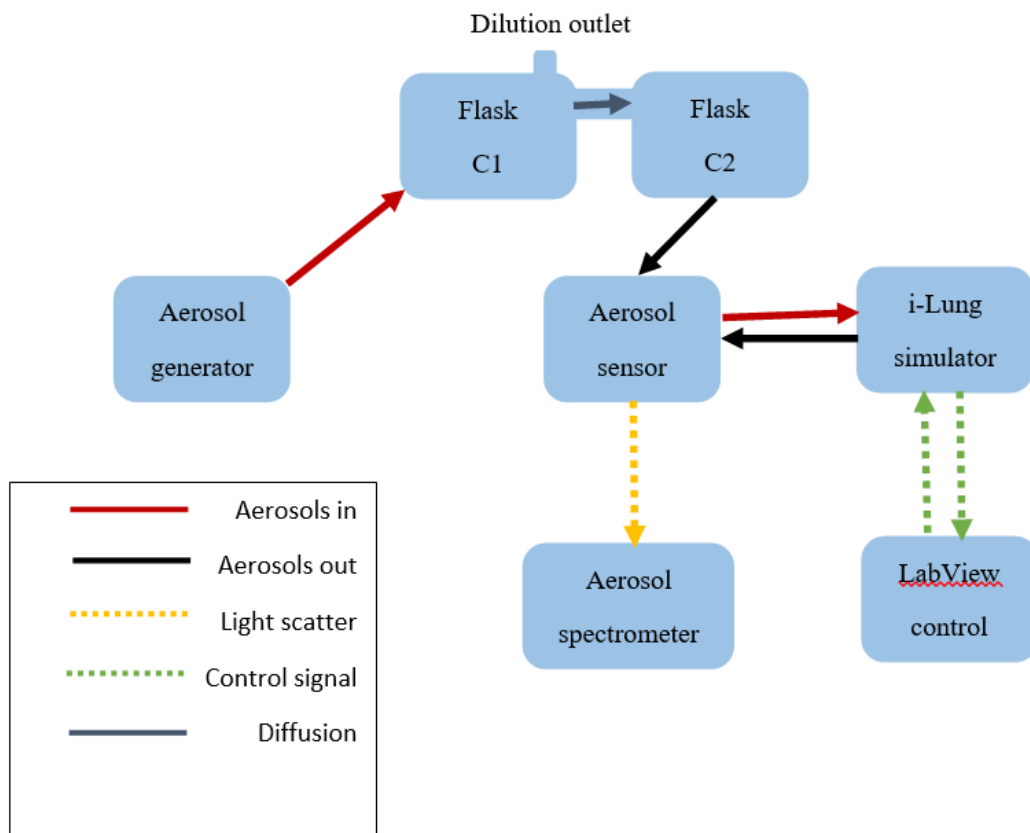 Dilution outlet
Flask
C1
Flask
C2
Aerosol
generator
Aerosol
sensor
i-Lung
simulator
Aerosol
spectrometer
LabView
control
Aerosols in
Aerosols out
Light scatter
Control signal
Diffusion